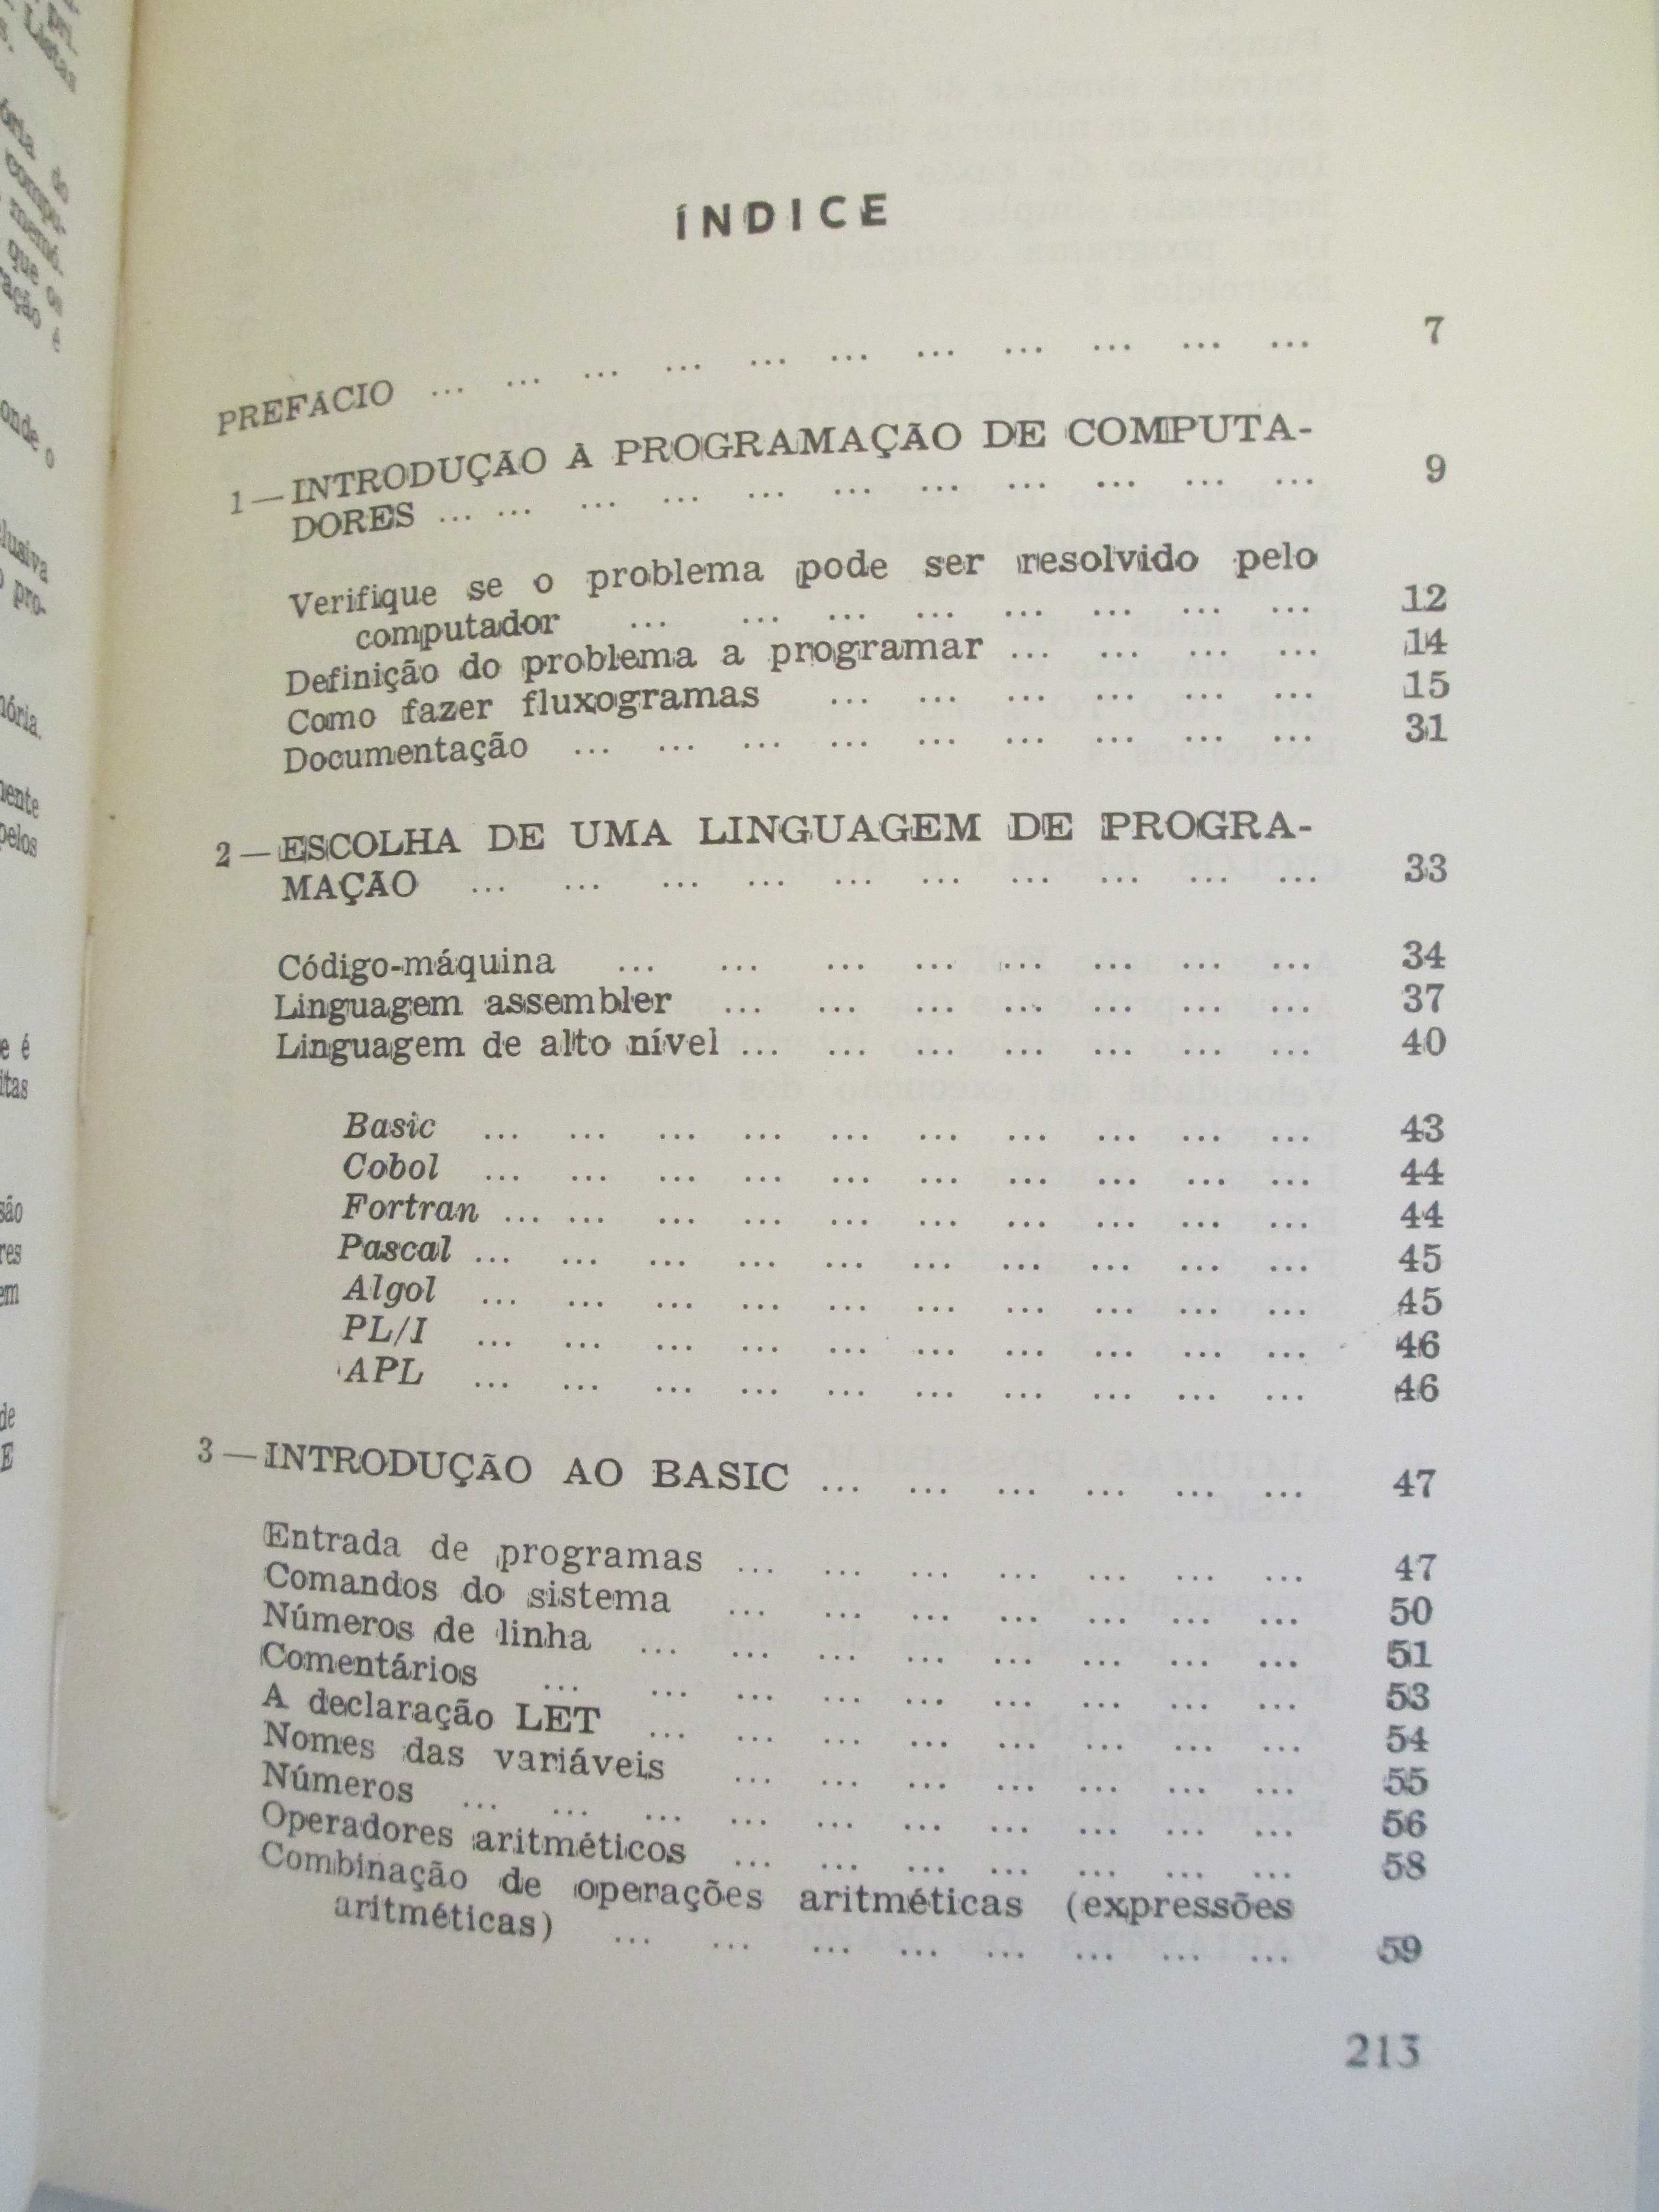 ÍNDICE
PREFÁCIO ... ... ... ... ... ... ... ... ... ... ... 7
1 — INTRODUÇÃO À PROGRAMAÇÃO DE COMPUTA-
DORES ... ... ... ... ... ... ... ... ... ... ... 9
Verifique se o problema pode ser resolvido pelo
computador ... ... ... ... ... ... ... ... 12
Definição do problema a programar ... ... ... ... 14
Como fazer fluxogramas ... ... ... ... ... ... 15
Documentação ... ... ... ... ... ... ... ... ... 31
2 — ESCOLHA DE UMA LINGUAGEM DE PROGRA-
MAÇÃO ... ... ... ... ... ... ... ... ... ... 33
Código-máquina ... ... ... ... ... ... ... ... 34
Linguagem assembler ... ... ... ... ... ... ... 37
Linguagem de alto nível ... ... ... ... ... ... ... 40
Basic ... ... ... ... ... ... ... ... ... ... 43
Cobol ... ... ... ... ... ... ... ... ... ... 44
Fortran ... ... ... ... ... ... ... ... ... ... 44
Pascal ... ... ... ... ... ... ... ... ... ... 45
Algol ... ... ... ... ... ... ... ... ... ... 45
PL/I ... ... ... ... ... ... ... ... ... ... 46
APL ... ... ... ... ... ... ... ... ... ... 46
3 — INTRODUÇÃO AO BASIC ... ... ... ... ... ... 47
Entrada de programas ... ... ... ... ... ... ... 47
Comandos do sistema ... ... ... ... ... ... ... 50
Números de linha ... ... ... ... ... ... ... ... 51
Comentários ... ... ... ... ... ... ... ... ... 53
A declaração LET ... ... ... ... ... ... ... ... 54
Nomes das variáveis ... ... ... ... ... ... ... 55
Números ... ... ... ... ... ... ... ... ... ... 56
Operadores aritméticos ... ... ... ... ... ... ... 58
Combinação de operações aritméticas (expressões
aritméticas) ... ... ... ... ... ... ... ... 59
213